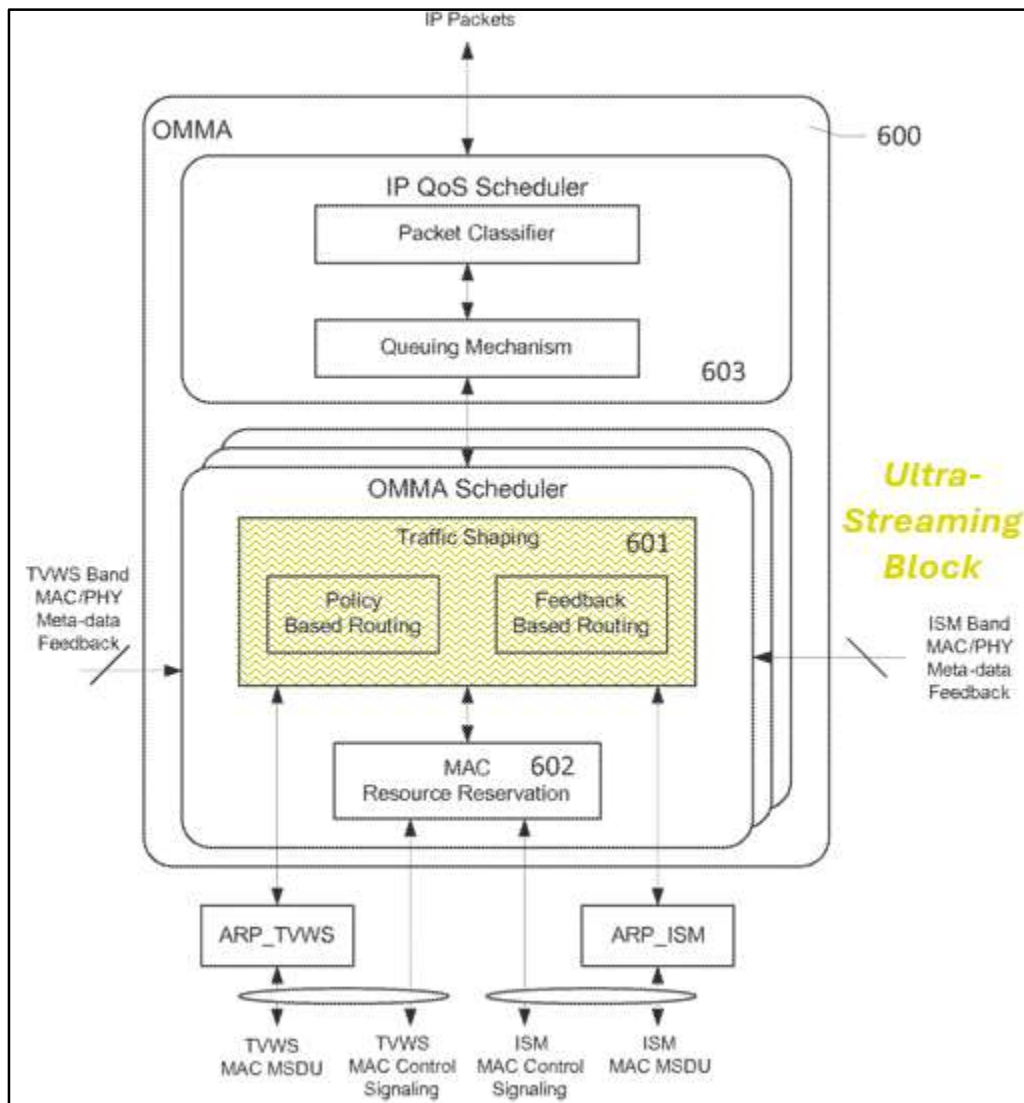 IP Packets
OMMA
600
IP QoS Scheduler
Packet Classifier
Queuing Mechanism
603
OMMA Scheduler
Traffic Shaping
601
Policy
Based Routing
Feedback
Based Routing
Ultra-
Streaming
Block
TVWS Band
MAC/PHY
Meta-data
Feedback
ISM Band
MAC/PHY
Meta-data
Feedback
MAC
602
Resource Reservation
ARP_TVWS
ARP_ISM
TVWS
MAC MSDU
TVWS
MAC Control
Signaling
ISM
MAC Control
Signaling
ISM
MAC MSDU